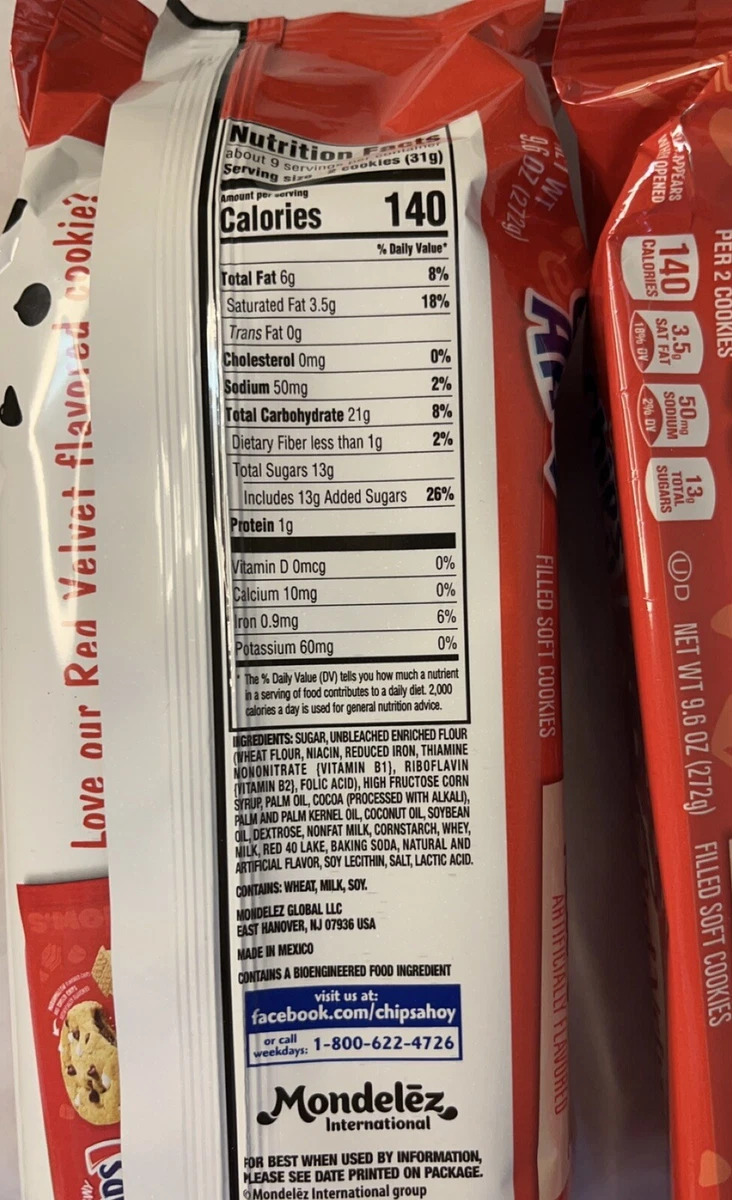 Nutrition Facts
about 9 servings per container
Serving size 2 cookies (31g)
Amount per serving
Calories 140
% Daily Value*
Total Fat 6g 8%
Saturated Fat 3.5g 18%
Trans Fat 0g
Cholesterol 0mg 0%
Sodium 50mg 2%
Total Carbohydrate 21g 8%
Dietary Fiber less than 1g 2%
Total Sugars 13g
Includes 13g Added Sugars 26%
Protein 1g
Vitamin D 0mcg 0%
Calcium 10mg 0%
Iron 0.9mg 6%
Potassium 60mg 0%
* The % Daily Value (DV) tells you how much a nutrient
in a serving of food contributes to a daily diet. 2,000
calories a day is used for general nutrition advice.
INGREDIENTS: SUGAR, UNBLEACHED ENRICHED FLOUR
(WHEAT FLOUR, NIACIN, REDUCED IRON, THIAMINE
MONONITRATE {VITAMIN B1}, RIBOFLAVIN
{VITAMIN B2}, FOLIC ACID), HIGH FRUCTOSE CORN
SYRUP, PALM OIL, COCOA (PROCESSED WITH ALKALI),
PALM AND PALM KERNEL OIL, COCONUT OIL, SOYBEAN
OIL, DEXTROSE, NONFAT MILK, CORNSTARCH, WHEY,
MILK, RED 40 LAKE, BAKING SODA, NATURAL AND
ARTIFICIAL FLAVOR, SOY LECITHIN, SALT, LACTIC ACID.
CONTAINS: WHEAT, MILK, SOY.
MONDELEZ GLOBAL LLC
EAST HANOVER, NJ 07936 USA
MADE IN MEXICO
CONTAINS A BIOENGINEERED FOOD INGREDIENT
visit us at:
facebook.com/chipsahoy
or call
weekdays: 1-800-622-4726
Mondelēz
International
FOR BEST WHEN USED BY INFORMATION,
PLEASE SEE DATE PRINTED ON PACKAGE.
© Mondelēz International group
Love our Red Velvet flavored cookie?
NET WT
9.6 OZ (272g)
FILLED SOFT COOKIES
ARTIFICIALLY FLAVORED
PER 2 COOKIES
140
CALORIES
3.5g
SAT FAT
18% DV
50mg
SODIUM
2% DV
13g
TOTAL
SUGARS
APPEARS
OPENED
U D NET WT 9.6 OZ (272g) FILLED SOFT COOKIES